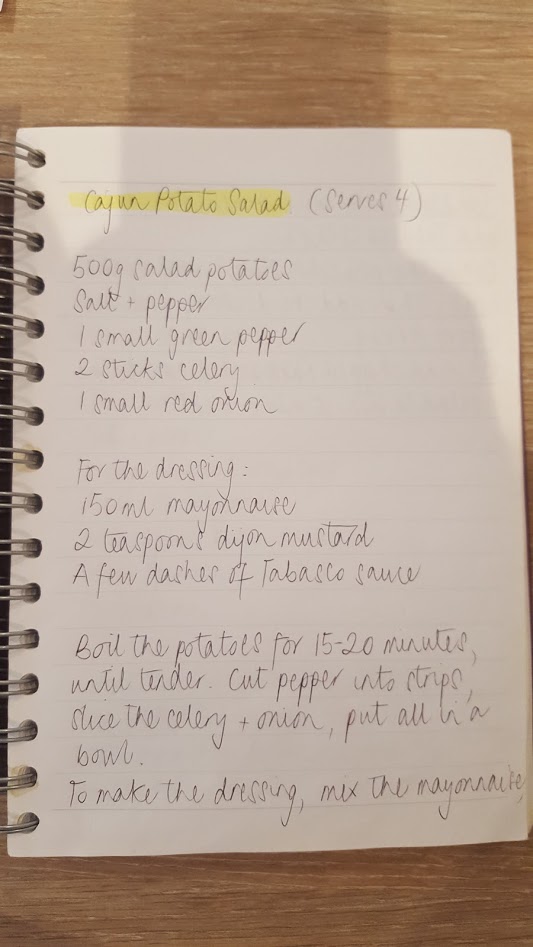 Cajun Potato Salad (Serves 4)
500g salad potatoes
Salt + pepper
1 small green pepper
2 sticks celery
1 small red onion
For the dressing:
150ml mayonnaise
2 teaspoons dijon mustard
A few dashes of Tabasco sauce
Boil the potatoes for 15-20 minutes,
until tender. Cut pepper into strips,
slice the celery + onion, put all in a
bowl.
To make the dressing, mix the mayonnaise,